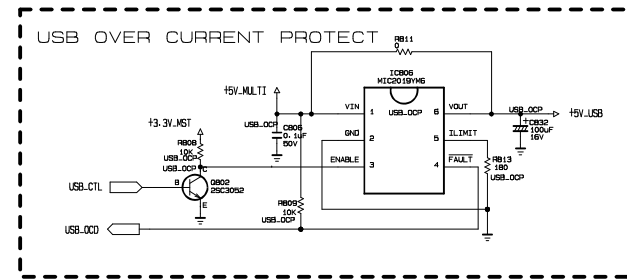 USB OVER CURRENT PROTECT
R811
0
IC806
MIC2019YM6
+5V_MULTI
VIN
1
6
VOUT
USB_OCP
+5V_USB
USB_OCP
+3.3V_MST
USB_OCP
C806
0.1uF
50V
GND
2
5
ILIMIT
+C832
100uF
16V
R808
10K
USB_OCP
USB_OCP
ENABLE
3
4
FAULT
R813
180
USB_OCP
C
USB_CTL
B
Q802
2SC3052
E
R809
10K
USB_OCP
USB_OCD